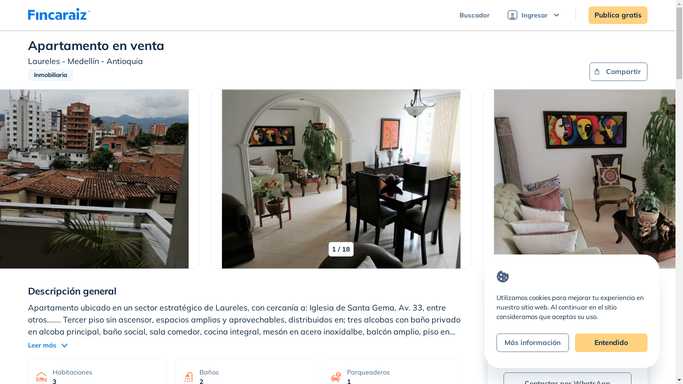 Fincaraiz
Buscador
Ingresar
Publica gratis
Apartamento en venta
Laureles - Medellín - Antioquia
Inmobiliaria
Compartir
1 / 18
Descripción general
Apartamento ubicado en un sector estratégico de Laureles, con cercanía a: Iglesia de Santa Gema, Av. 33, entre
otros....... Tercer piso sin ascensor, espacios amplios y aprovechables, distribuidos en: tres alcobas con baño privado
en alcoba principal, baño social, sala comedor, cocina integral, mesón en acero inoxidalbe, balcón amplio, piso en...
Leer más
Habitaciones
3
Baños
2
Parqueaderos
1
Utilizamos cookies para mejorar tu experiencia en
nuestro sitio web. Al continuar en el sitio
consideramos que aceptas su uso.
Más información
Entendido
Contactar por WhatsApp